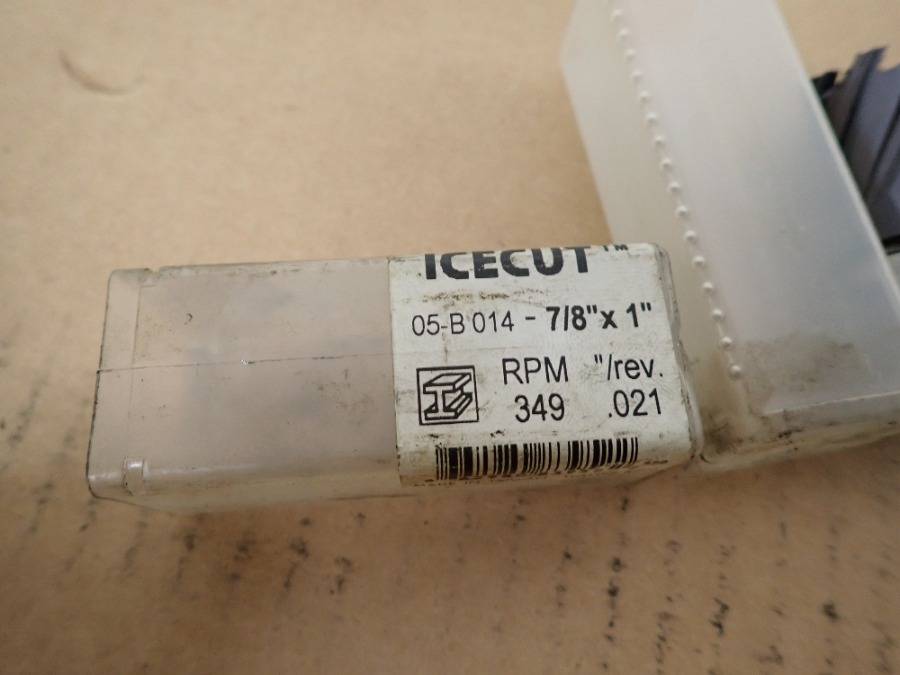 ICECUT™
05-B 014 - 7/8" x 1"
RPM "/rev.
349 .021